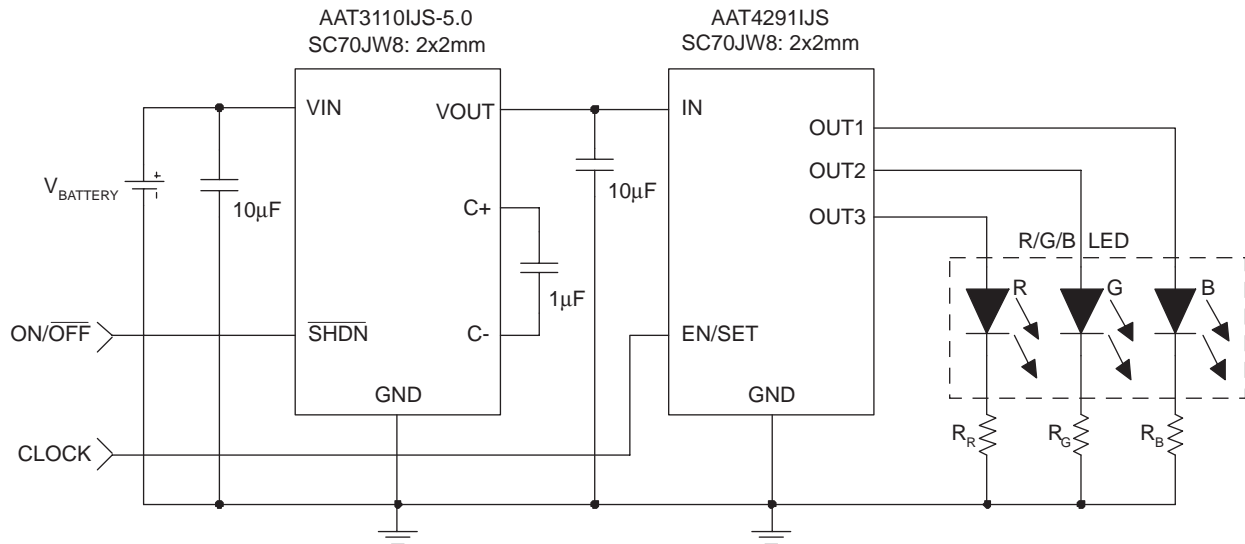 AAT3110IJS-5.0
SC70JW8: 2x2mm
AAT4291IJS
SC70JW8: 2x2mm
VIN
VOUT
IN
OUT1
OUT2
OUT3
VBATTERY
+
-
10μF
C+
10μF
1μF
R/G/B LED
R
G
B
ON/OFF
SHDN
C-
EN/SET
GND
GND
CLOCK
RR
RG
RB